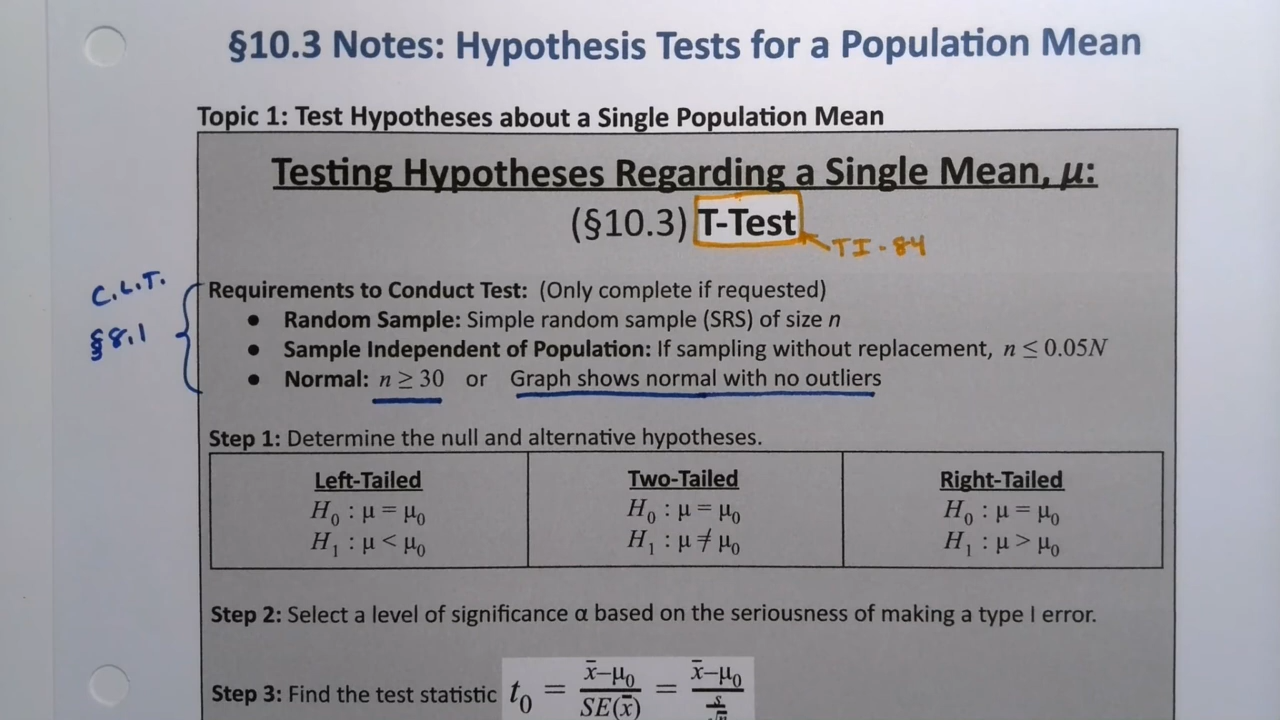 §10.3 Notes: Hypothesis Tests for a Population Mean
Topic 1: Test Hypotheses about a Single Population Mean
Testing Hypotheses Regarding a Single Mean, μ:
(§10.3) T-Test
TI-84
C.L.T.
§8.1
Requirements to Conduct Test: (Only complete if requested)
• Random Sample: Simple random sample (SRS) of size n
• Sample Independent of Population: If sampling without replacement, n ≤ 0.05N
• Normal: n ≥ 30 or Graph shows normal with no outliers
Step 1: Determine the null and alternative hypotheses.
Left-Tailed
H₀ : μ = μ₀
H₁ : μ < μ₀
Two-Tailed
H₀ : μ = μ₀
H₁ : μ ≠ μ₀
Right-Tailed
H₀ : μ = μ₀
H₁ : μ > μ₀
Step 2: Select a level of significance α based on the seriousness of making a type I error.
Step 3: Find the test statistic t₀ = (x̄−μ₀)/SE(x̄) = (x̄−μ₀)/(s/√n)